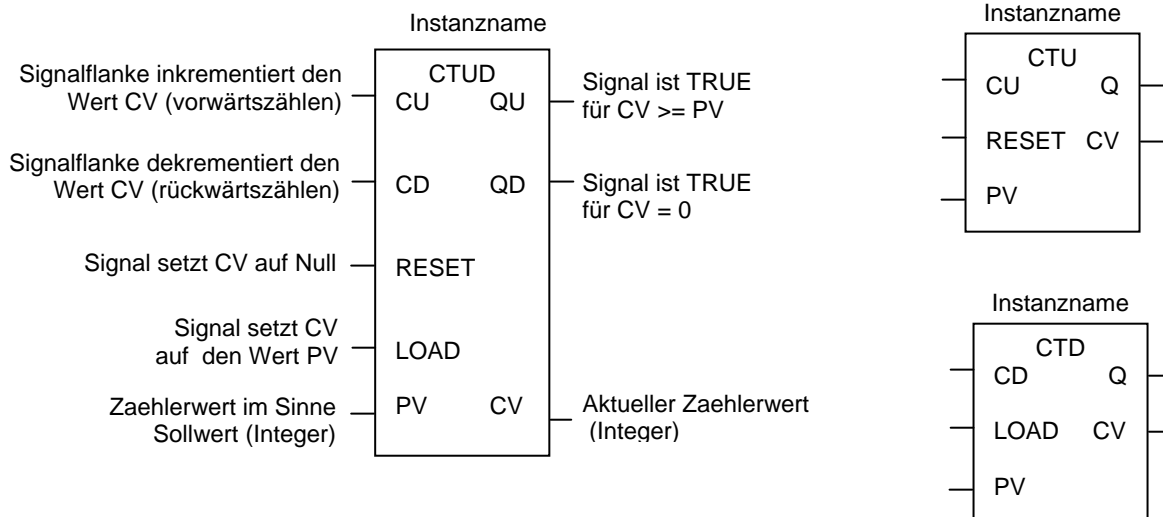 Instanzname
CTUD
Signalflanke inkrementiert den
Wert CV (vorwärtszählen)
CU
QU
Signal ist TRUE
für CV >= PV
Signalflanke dekrementiert den
Wert CV (rückwärtszählen)
CD
QD
Signal ist TRUE
für CV = 0
Signal setzt CV auf Null
RESET
Signal setzt CV
auf den Wert PV
LOAD
Zaehlerwert im Sinne
Sollwert (Integer)
PV
CV
Aktueller Zaehlerwert
(Integer)
Instanzname
CTU
CU
Q
RESET
CV
PV
Instanzname
CTD
CD
Q
LOAD
CV
PV